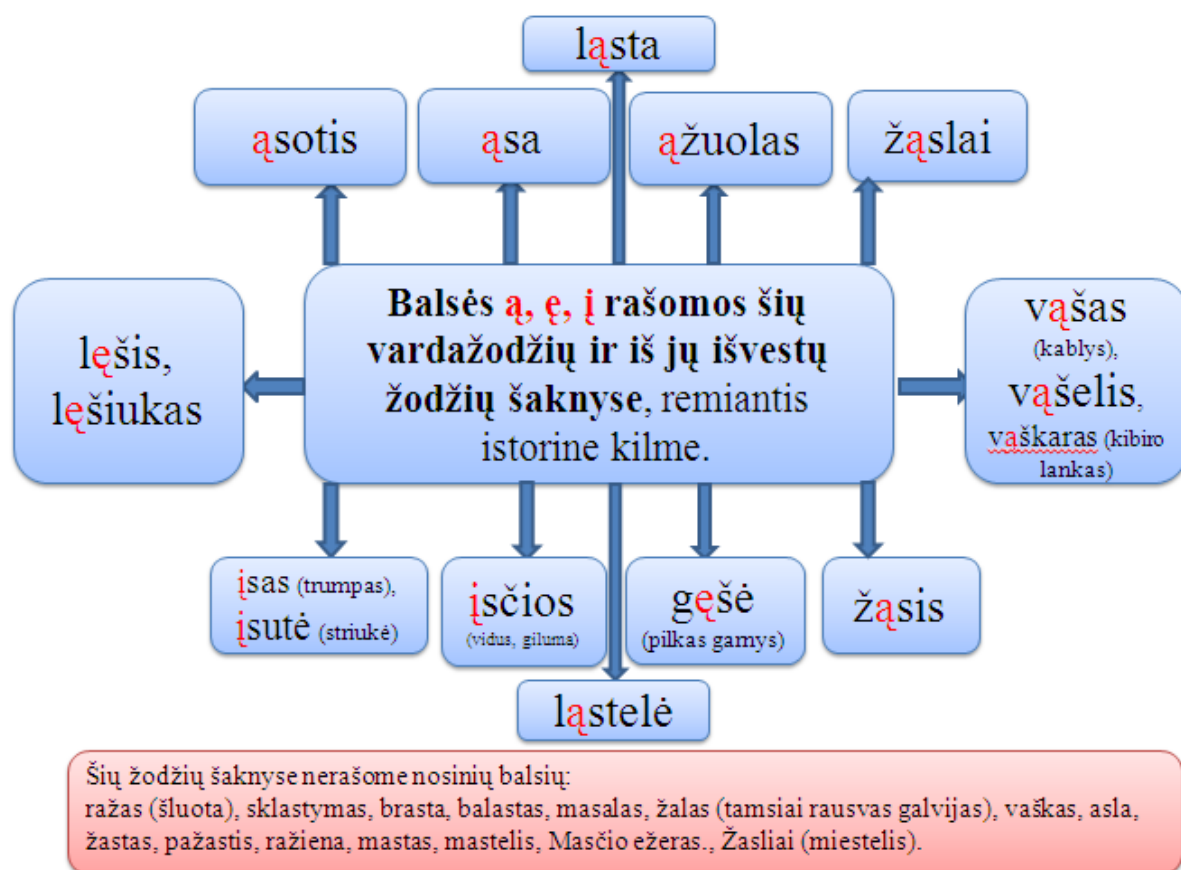 ląsta
ąsotis
ąsa
ąžuolas
žąslai
Balsės ą, ę, į rašomos šių
vardažodžių ir iš jų išvestų
žodžių šaknyse, remiantis
istorine kilme.
lęšis,
lęšiukas
vąšas
(kablys),
vąšelis,
vąškaras (kibiro
lankas)
įsas (trumpas),
įsutė (striukė)
įsčios
(vidus, giluma)
gęšė
(pilkas garnys)
žąsis
ląstelė
Šių žodžių šaknyse nerašome nosinių balsių:
ražas (šluota), sklastymas, brasta, balastas, masalas, žalas (tamsiai rausvas galvijas), vaškas, asla,
žastas, pažastis, ražiena, mastas, mastelis, Masčio ežeras., Žasliai (miestelis).